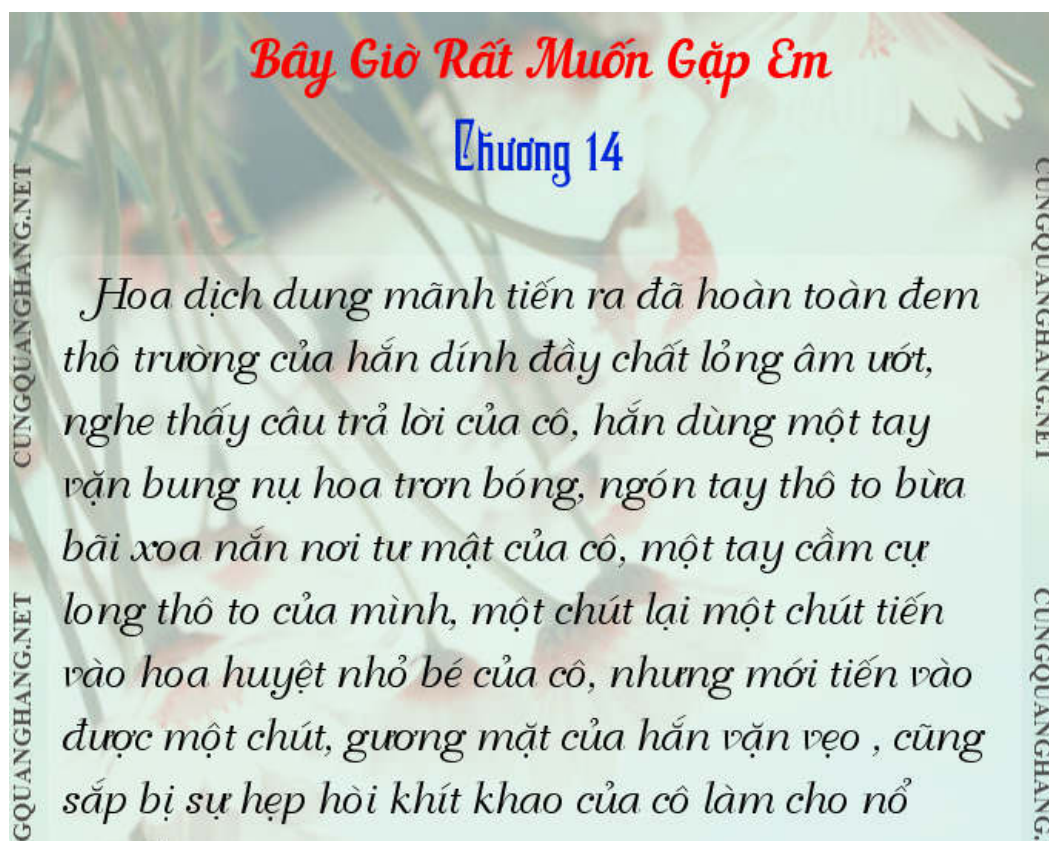 Bây Giờ Rất Muốn Gặp Em
Chương 14
Hoa dịch dung mãnh tiến ra đã hoàn toàn đem
thô trường của hắn dính đầy chất lỏng âm ướt,
nghe thấy câu trả lời của cô, hắn dùng một tay
vặn bung nụ hoa trơn bóng, ngón tay thô to bừa
bãi xoa nắn nơi tư mật của cô, một tay cầm cự
long thô to của mình, một chút lại một chút tiến
vào hoa huyệt nhỏ bé của cô, nhưng mới tiến vào
được một chút, gương mặt của hắn vặn vẹo , cũng
sắp bị sự hẹp hòi khít khao của cô làm cho nổ
CUNGQUANGHANG.NET
GQUANGHANG.NET
CUNGQUANGHANG.NET
CUNGQUANGHANG.